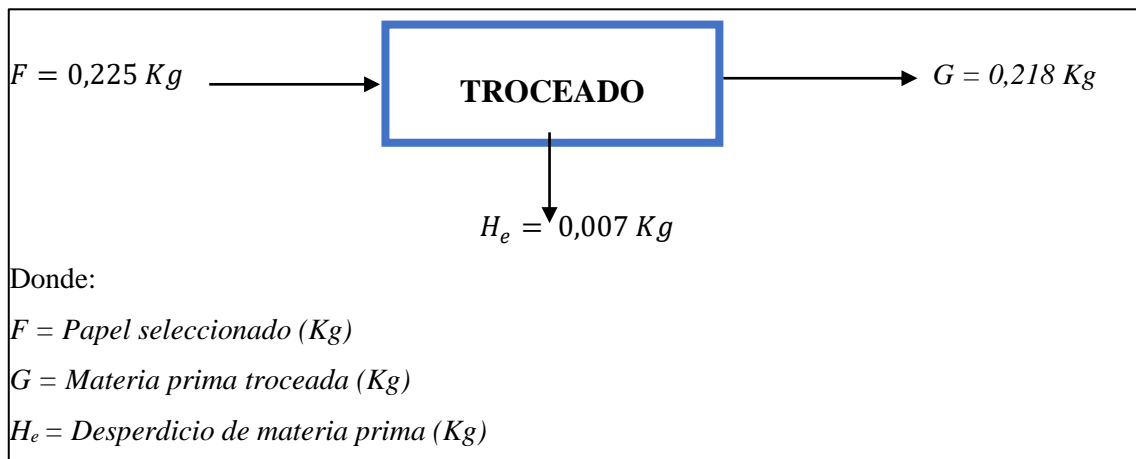 F = 0,225 Kg
TROCEADO
G = 0,218 Kg
Hₑ = 0,007 Kg
Donde:
F = Papel seleccionado (Kg)
G = Materia prima troceada (Kg)
Hₑ = Desperdicio de materia prima (Kg)